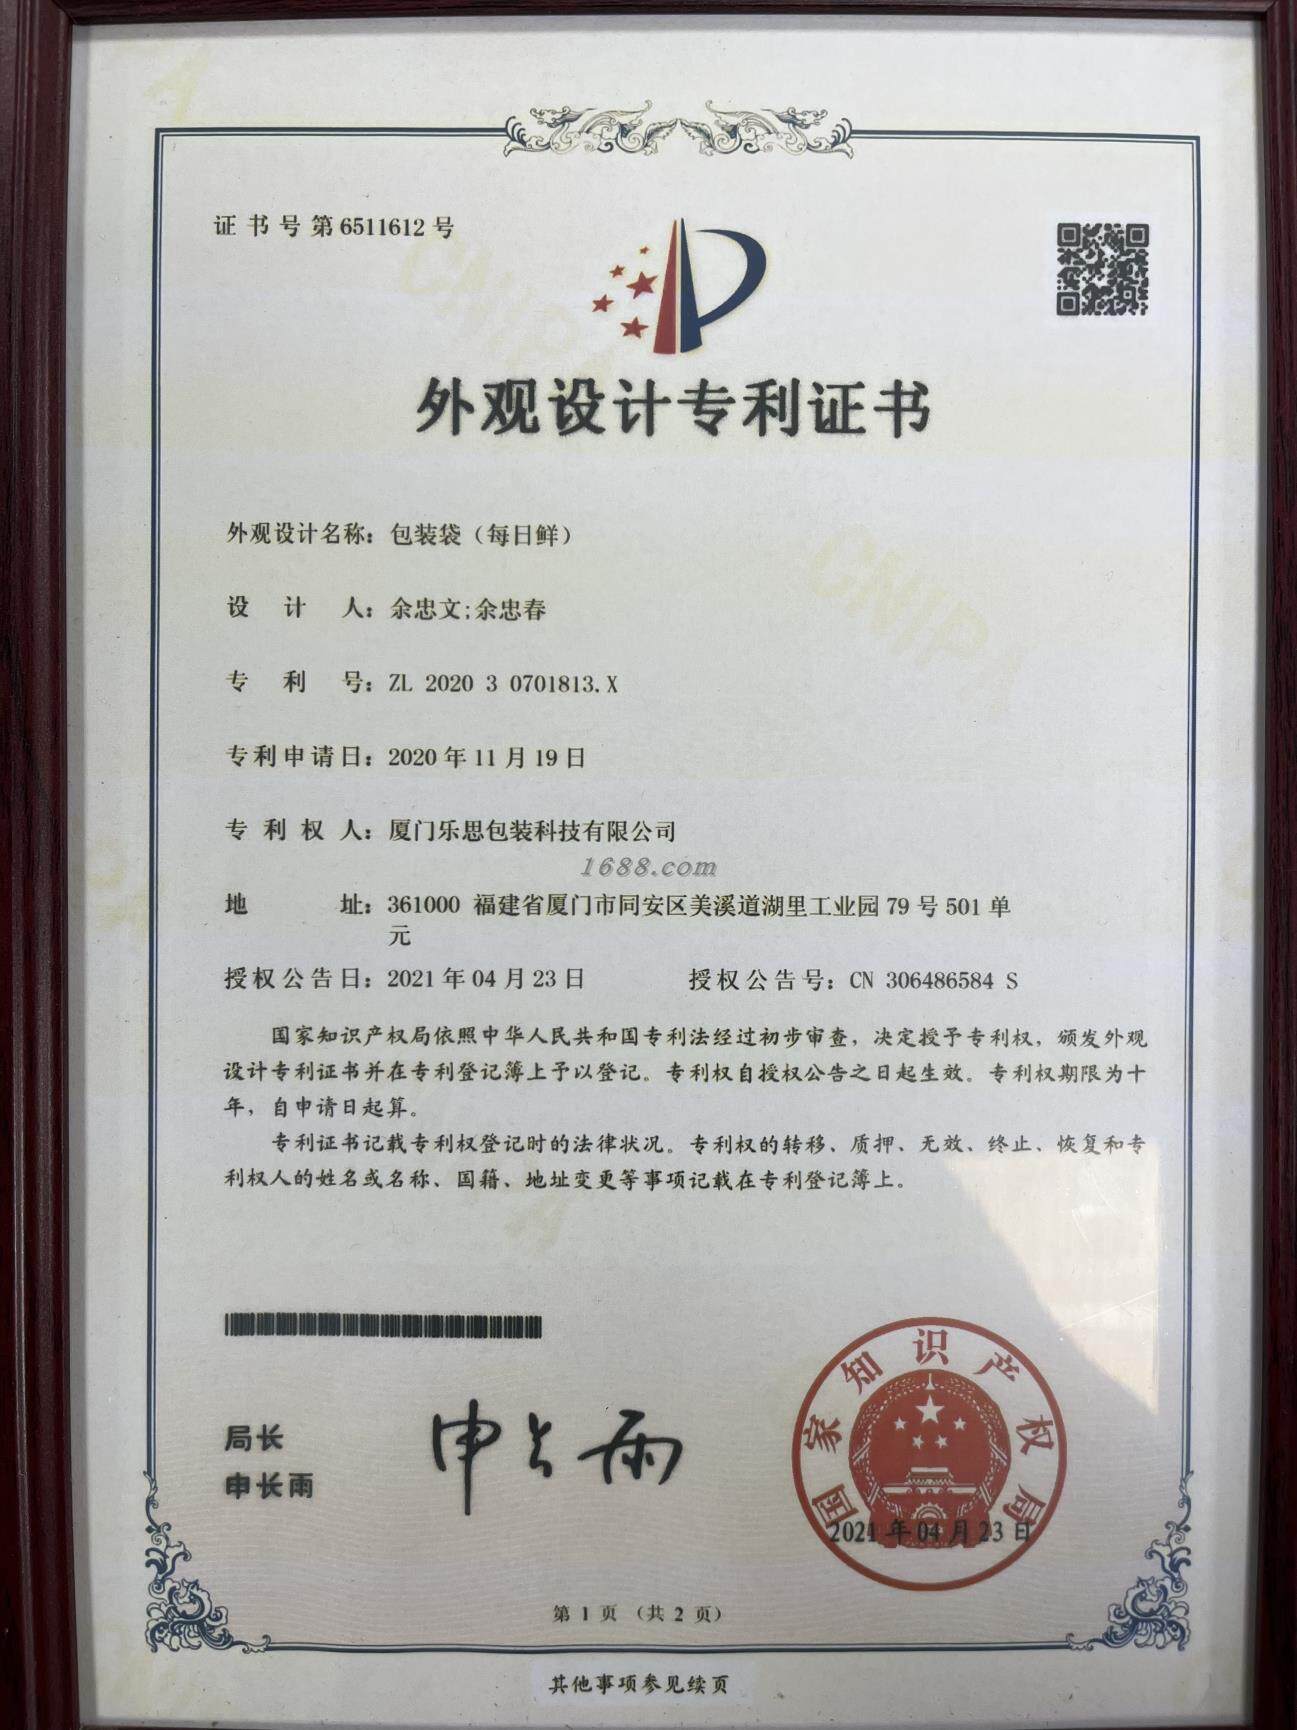 证书号第6511612号
外观设计专利证书
外观设计名称：包装袋（每日鲜）
设计人：余忠文;余忠春
专利号：ZL 2020 3 0701813.X
专利申请日：2020年11月19日
专利权人：厦门乐思包装科技有限公司
1688.com
地址：361000 福建省厦门市同安区美溪道湖里工业园79号501单
元
授权公告日：2021年04月23日 授权公告号：CN 306486584 S
国家知识产权局依照中华人民共和国专利法经过初步审查，决定授予专利权，颁发外观
设计专利证书并在专利登记簿上予以登记。专利权自授权公告之日起生效。专利权期限为十
年，自申请日起算。
专利证书记载专利权登记时的法律状况。专利权的转移、质押、无效、终止、恢复和专
利权人的姓名或名称、国籍、地址变更等事项记载在专利登记簿上。
局长
申长雨
申长雨
国家知识产权局
2021年04月23日
第 1 页 （共 2 页）
其他事项参见续页